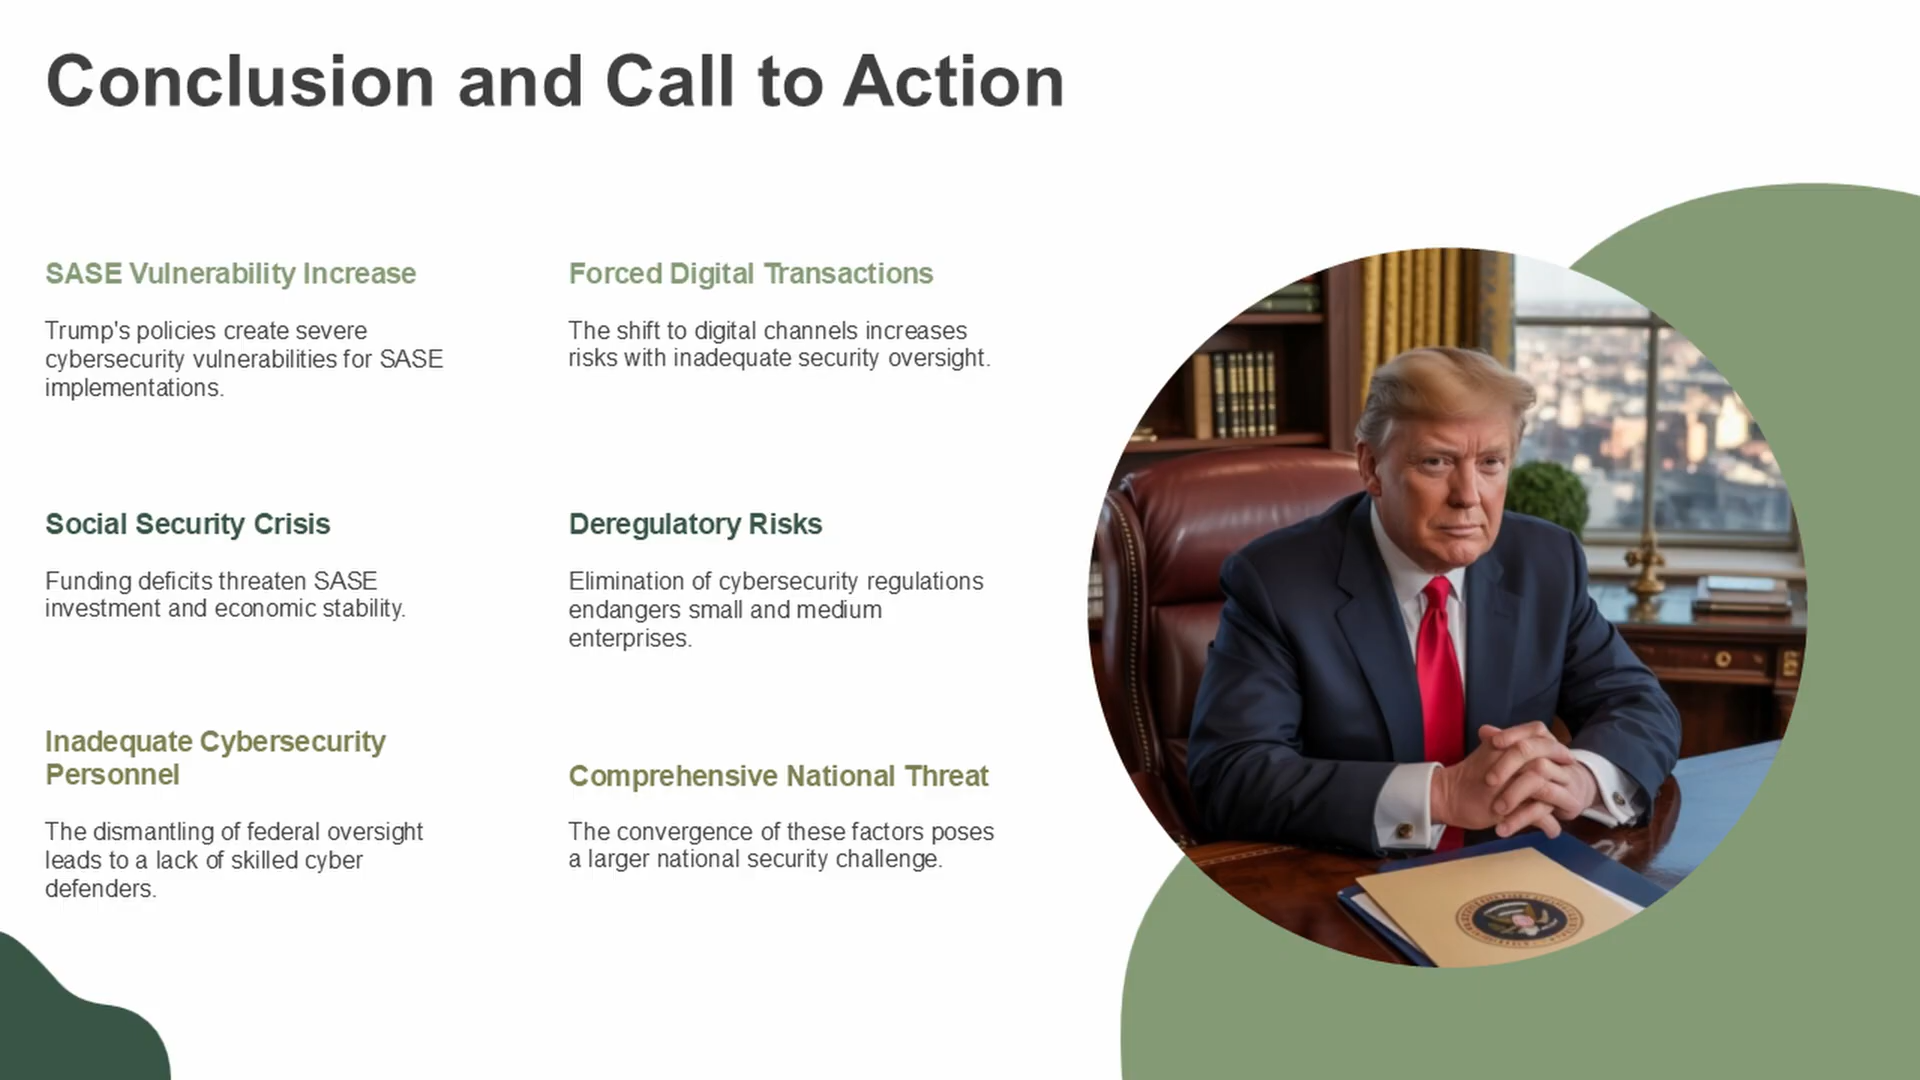 Conclusion and Call to Action
SASE Vulnerability Increase
Trump's policies create severe
cybersecurity vulnerabilities for SASE
implementations.
Forced Digital Transactions
The shift to digital channels increases
risks with inadequate security oversight.
Social Security Crisis
Funding deficits threaten SASE
investment and economic stability.
Deregulatory Risks
Elimination of cybersecurity regulations
endangers small and medium
enterprises.
Inadequate Cybersecurity
Personnel
The dismantling of federal oversight
leads to a lack of skilled cyber
defenders.
Comprehensive National Threat
The convergence of these factors poses
a larger national security challenge.